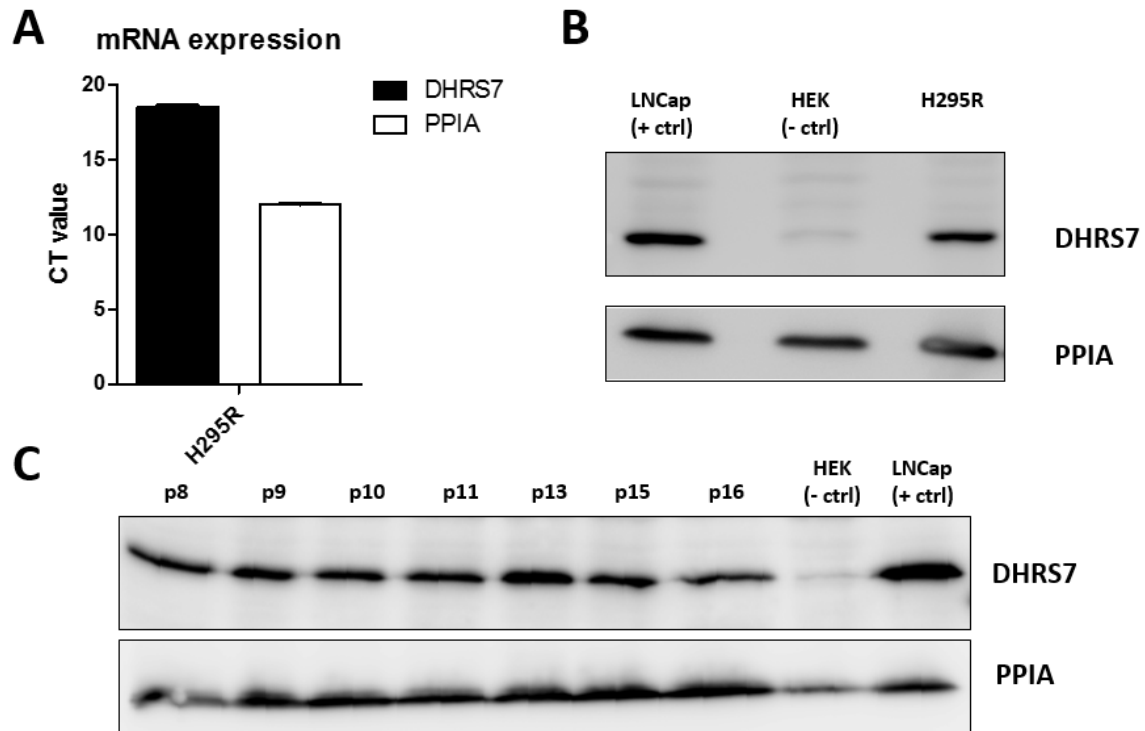 A
mRNA expression
20
15
10
5
0
CT value
H295R
DHRS7
PPIA
B
LNCap
(+ ctrl)
HEK
(- ctrl)
H295R
DHRS7
PPIA
C
p8
p9
p10
p11
p13
p15
p16
HEK
(- ctrl)
LNCap
(+ ctrl)
DHRS7
PPIA